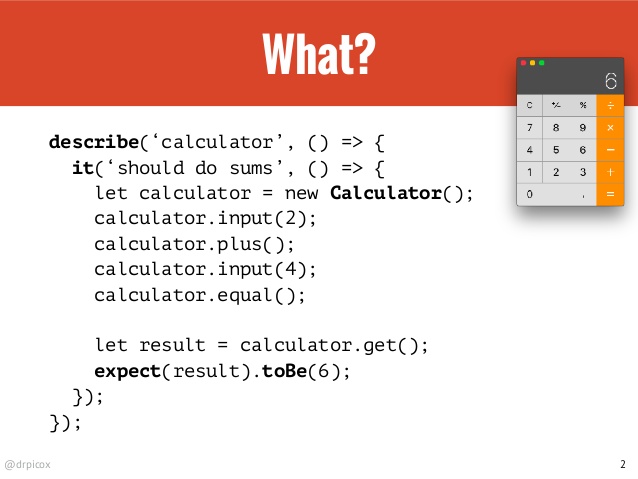 What?
6
C +/- % ÷
7 8 9 ×
4 5 6 −
1 2 3 +
0 , =
describe(‘calculator’, () => {
  it(‘should do sums’, () => {
    let calculator = new Calculator();
    calculator.input(2);
    calculator.plus();
    calculator.input(4);
    calculator.equal();

    let result = calculator.get();
    expect(result).toBe(6);
  });
});
@drpicox
2